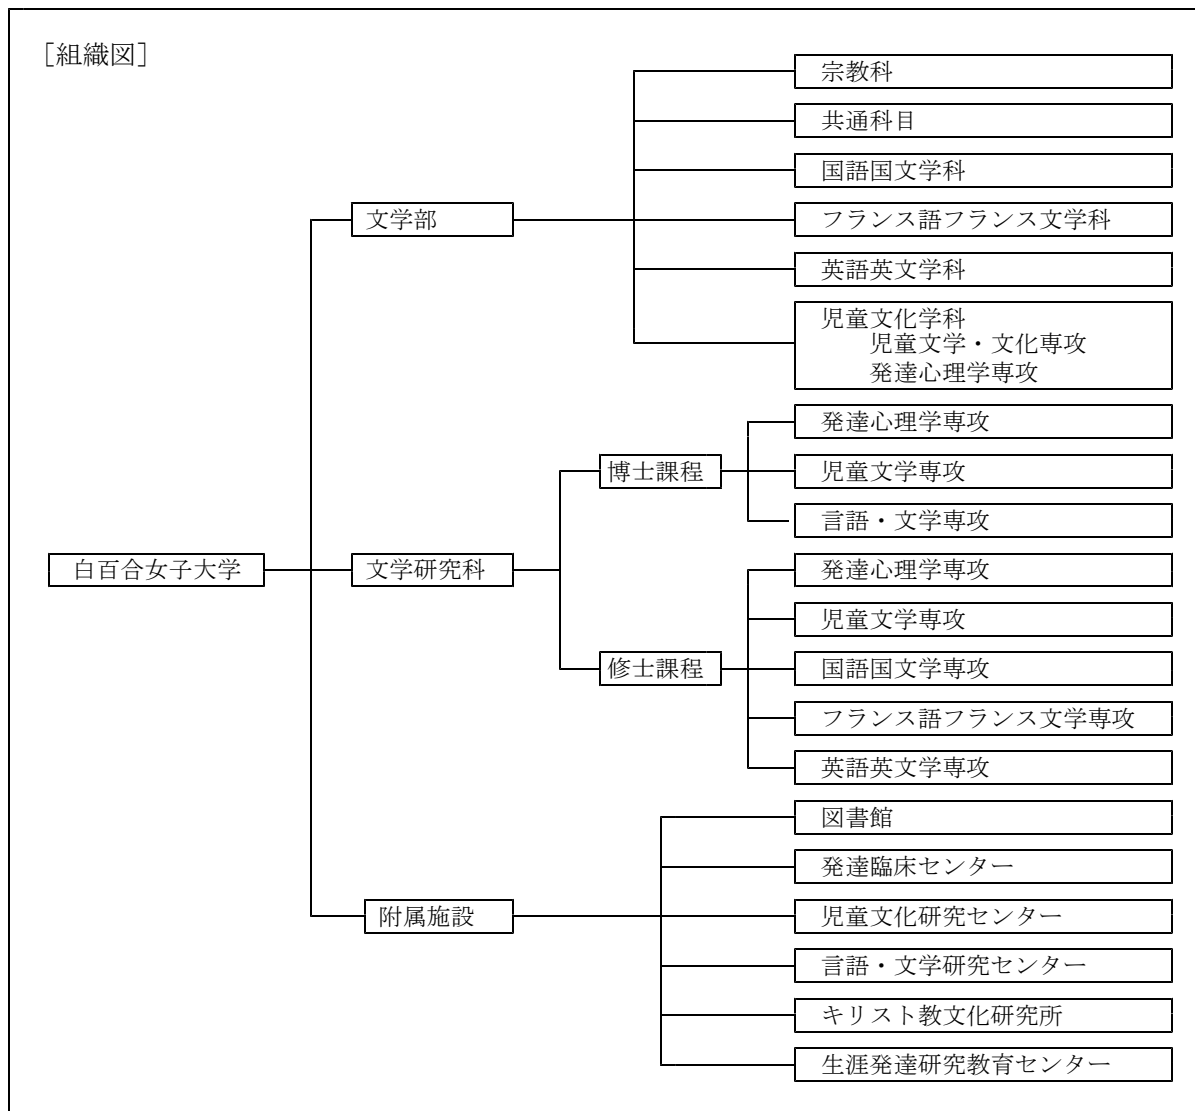 ［組織図］
宗教科
共通科目
国語国文学科
文学部
フランス語フランス文学科
英語英文学科
児童文化学科
児童文学・文化専攻
発達心理学専攻
発達心理学専攻
博士課程
児童文学専攻
言語・文学専攻
白百合女子大学
文学研究科
発達心理学専攻
児童文学専攻
修士課程
国語国文学専攻
フランス語フランス文学専攻
英語英文学専攻
図書館
発達臨床センター
附属施設
児童文化研究センター
言語・文学研究センター
キリスト教文化研究所
生涯発達研究教育センター